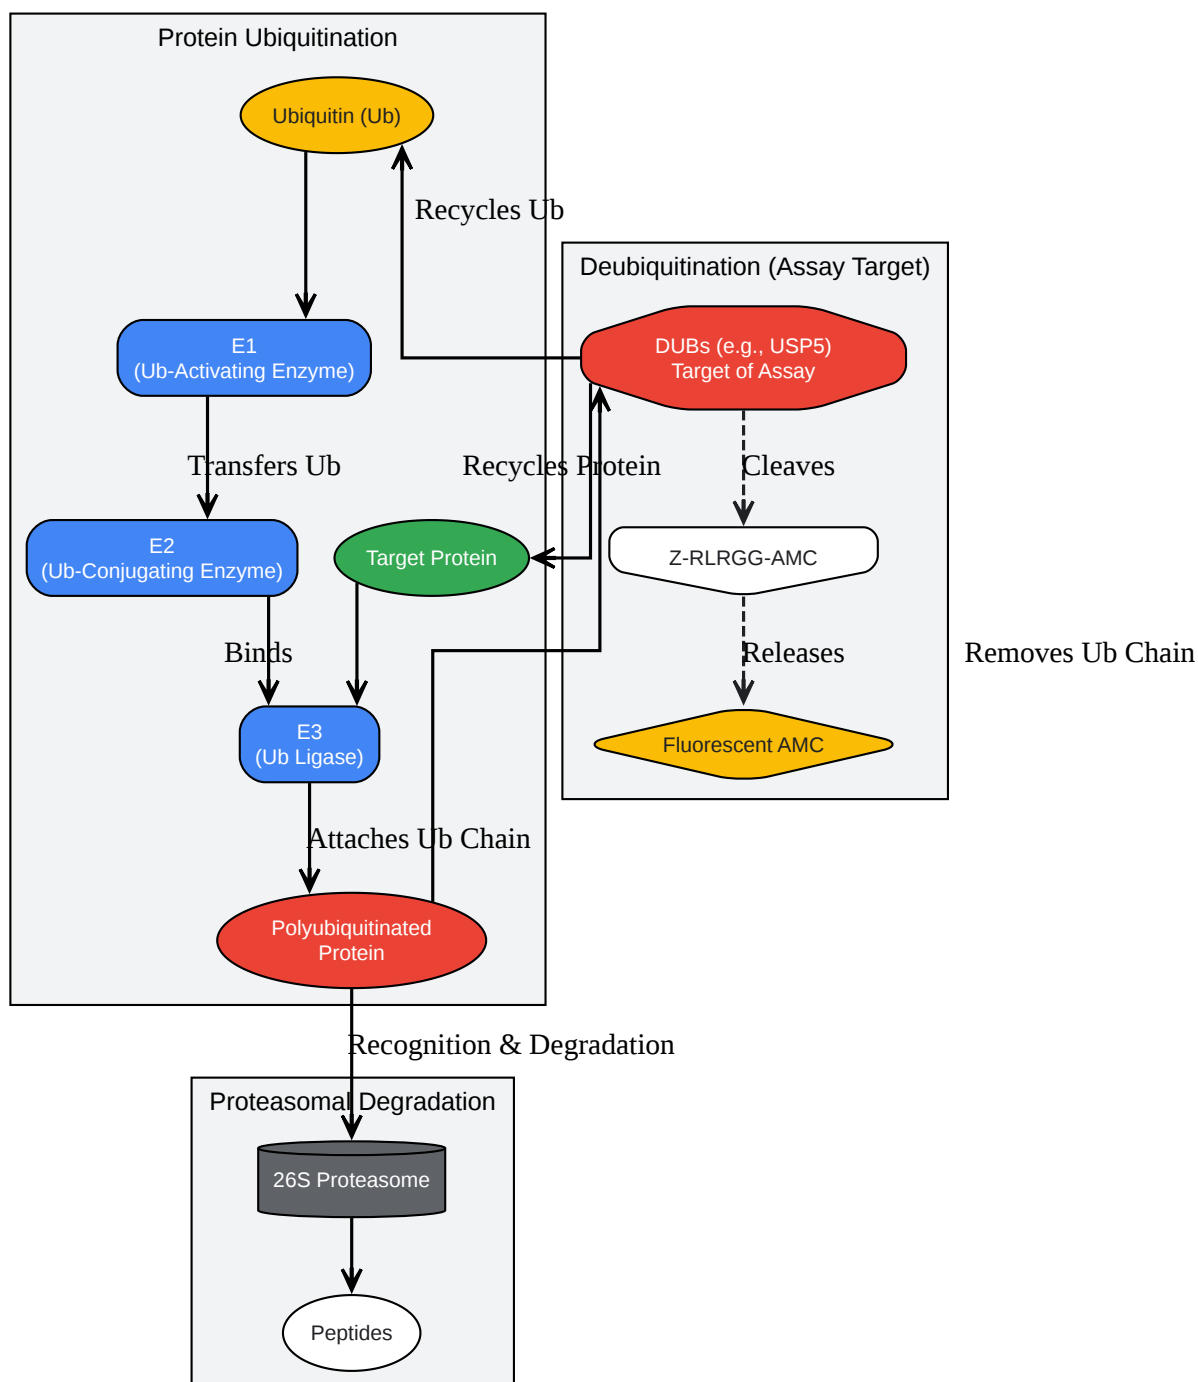 Protein Ubiquitination
Ubiquitin (Ub)
Recycles Ub
Deubiquitination (Assay Target)
E1
(Ub-Activating Enzyme)
DUBs (e.g., USP5)
Target of Assay
Transfers Ub
Recycles Protein
Cleaves
E2
(Ub-Conjugating Enzyme)
Target Protein
Z-RLRGG-AMC
Binds
Releases
Removes Ub Chain
E3
(Ub Ligase)
Fluorescent AMC
Attaches Ub Chain
Polyubiquitinated
Protein
Recognition & Degradation
Proteasomal Degradation
26S Proteasome
Peptides